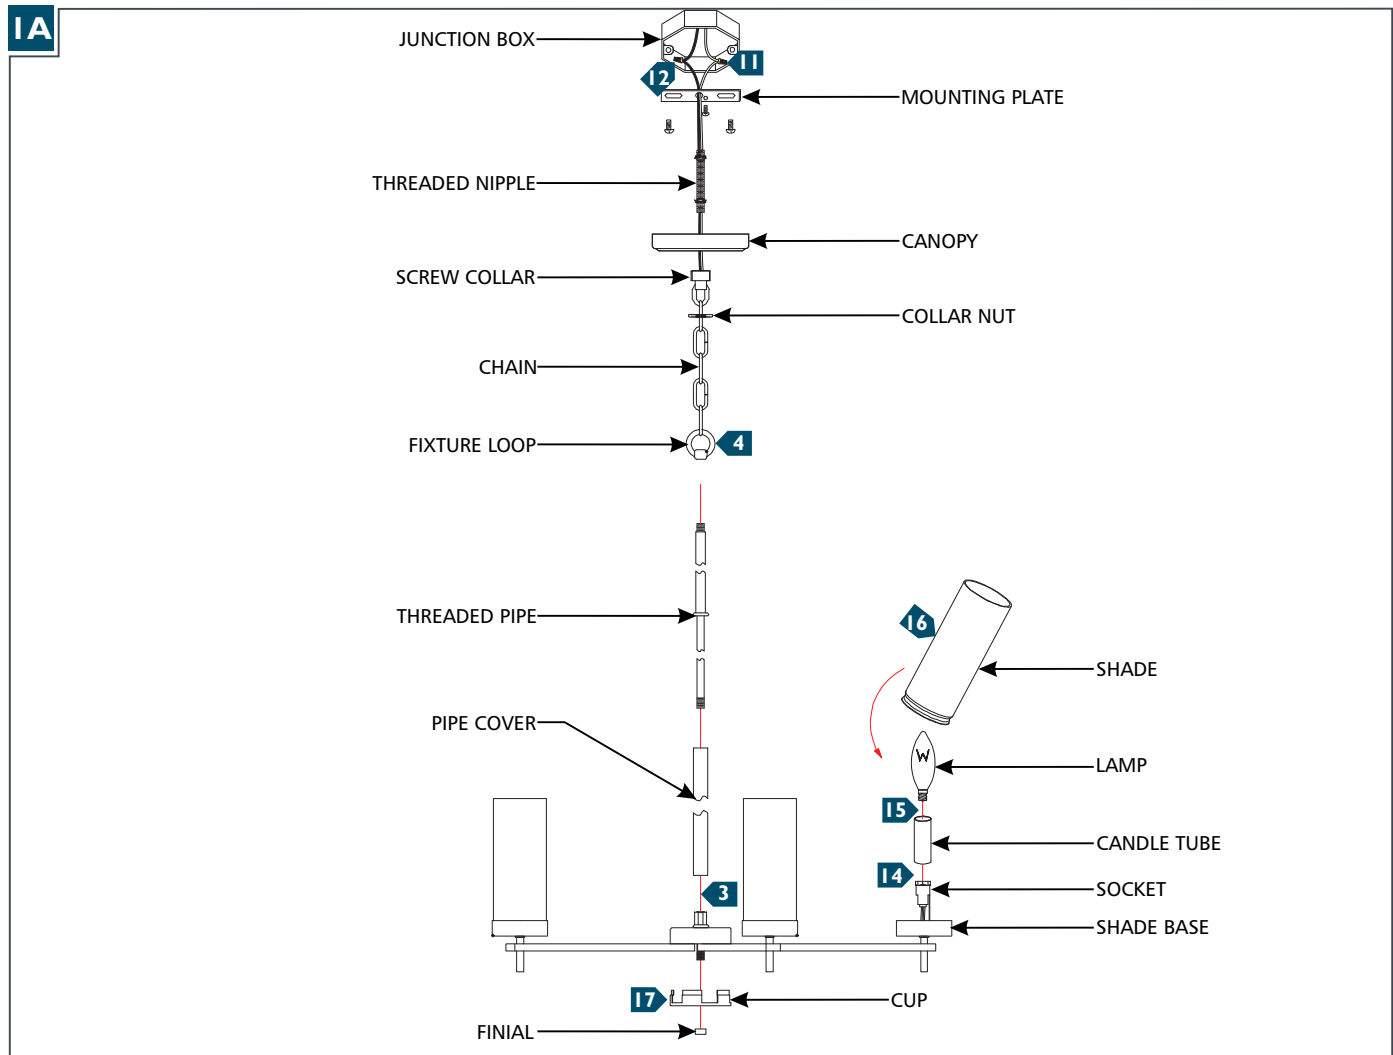 1A
JUNCTION BOX
11
12
MOUNTING PLATE
THREADED NIPPLE
CANOPY
SCREW COLLAR
COLLAR NUT
CHAIN
FIXTURE LOOP
4
THREADED PIPE
16
SHADE
PIPE COVER
W
LAMP
15
CANDLE TUBE
14
SOCKET
3
SHADE BASE
17
CUP
FINIAL